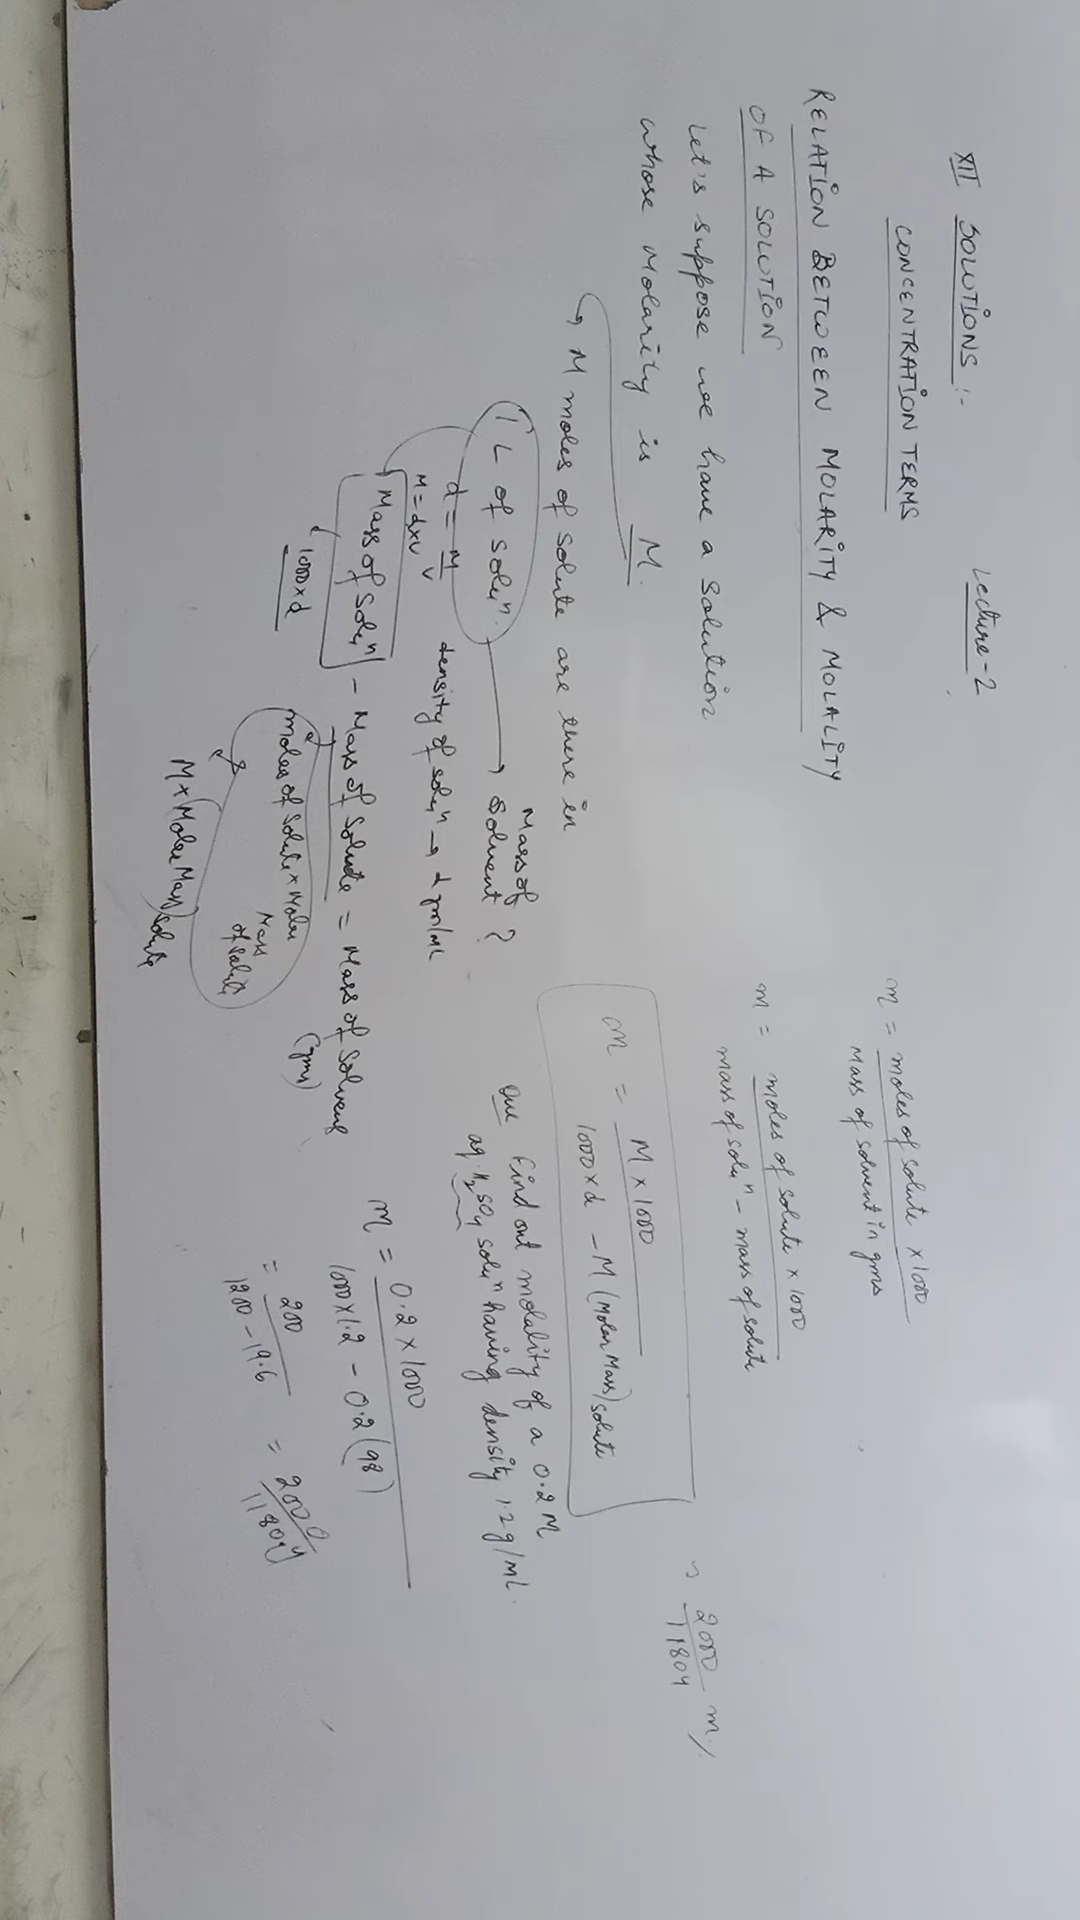 XII SOLUTIONS :- Lecture-2
CONCENTRATION TERMS
RELATION BETWEEN MOLARITY & MOLALITY
OF A SOLUTION
Let's suppose we have a solution
whose molarity is M.
→ M moles of solute are there in
1 L of Soluⁿ. → Mass of Solvent ?
d = M/V density of soluⁿ → d gm/mL
M = d×V
Mass of Soluⁿ - Mass of Solute = Mass of Solvent
(gms)
1000×d
moles of Solute × Molar
Mass
of Solute
M×(Molar Mass)solute
m = moles of solute ×1000 / Mass of solvent in gms
m = moles of solute ×1000 / mass of soluⁿ - mass of solute
m = M×1000 / 1000×d - M(Molar Mass)solute
Que Find out molality of a 0.2 M
aq. H₂SO₄ soluⁿ having density 1.2 g/mL.
m = 0.2×1000 / 1000×1.2 - 0.2(98)
= 200 / 1200-19.6 = 2000 / 11804
= 2000 / 11804 m